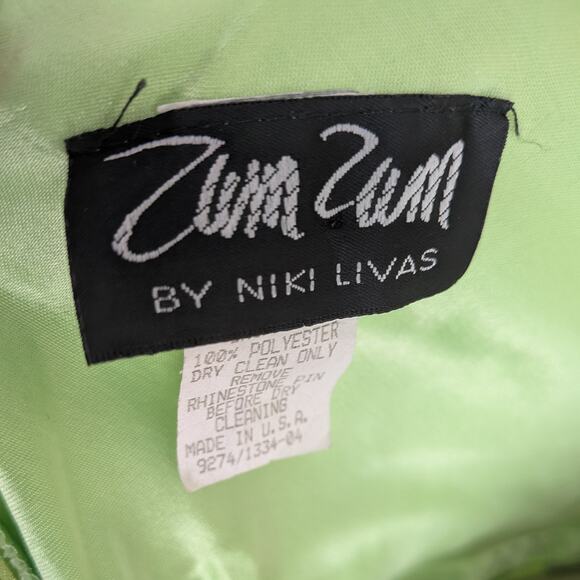 Zum Zum
BY NIKI LIVAS
100% POLYESTER
DRY CLEAN ONLY
REMOVE
RHINESTONE PIN
BEFORE DRY
CLEANING
MADE IN U.S.A.
9274/1334-04